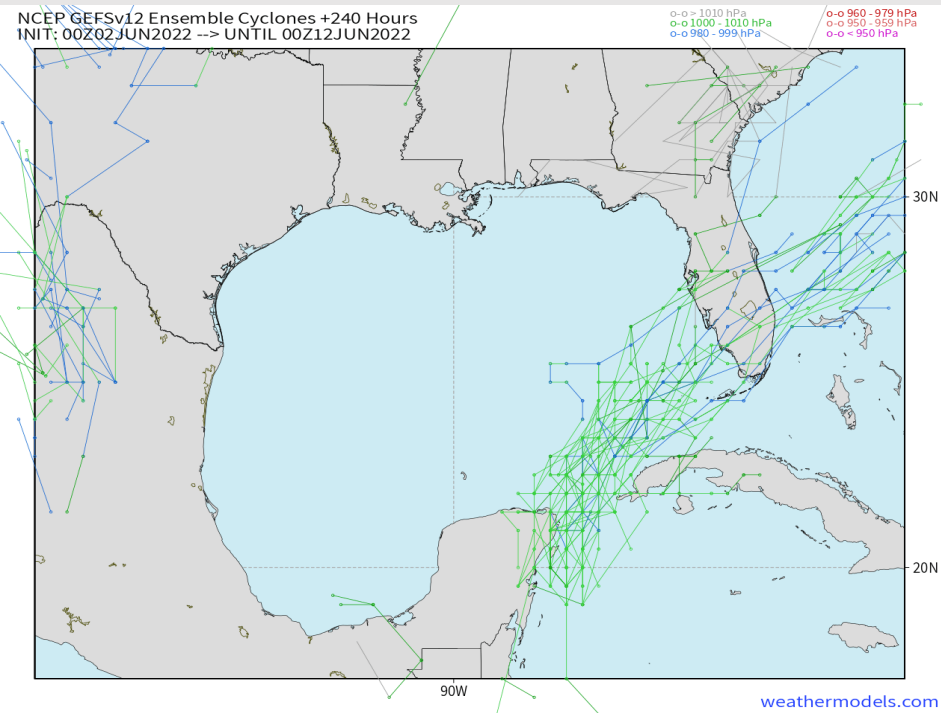 NCEP GEFSv12 Ensemble Cyclones +240 Hours
INIT: 00Z02JUN2022 --> UNTIL 00Z12JUN2022
o-o > 1010 hPa
o-o 1000 - 1010 hPa
o-o 980 - 999 hPa
o-o 960 - 979 hPa
o-o 950 - 959 hPa
o-o < 950 hPa
30N
20N
90W
weathermodels.com